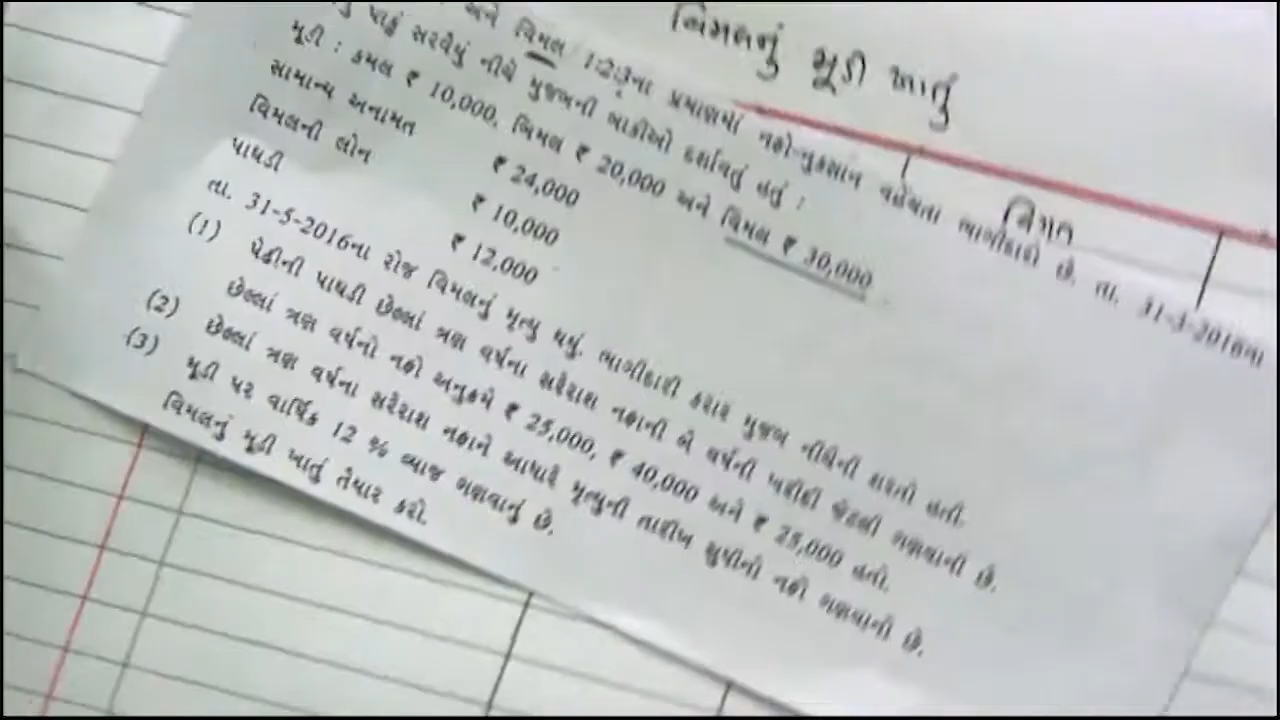 વિમલનું મૂડી ખાતું
વિગત
અને વિમલ 1:2:3ના પ્રમાણમાં નફો-નુકસાન વહેંચતા ભાગીદારો છે. તા. 31-3-2016ના
પાકું સરવૈયું નીચે મુજબની બાકીઓ દર્શાવતું હતું :
મૂડી : કમલ ₹ 10,000, બિમલ ₹ 20,000 અને વિમલ ₹ 30,000
સામાન્ય અનામત ₹ 24,000
વિમલની લોન ₹ 10,000
પાઘડી ₹ 12,000
તા. 31-5-2016ના રોજ વિમલનું મૃત્યુ થયું. ભાગીદારી કરાર મુજબ નીચેની શરતો હતી.
(1) પેઢીની પાઘડી છેલ્લાં ત્રણ વર્ષના સરેરાશ નફાની બે વર્ષની ખરીદી જેટલી ગણવાની છે.
છેલ્લાં ત્રણ વર્ષનો નફો અનુક્રમે ₹ 25,000, ₹ 40,000 અને ₹ 25,000 હતો.
(2) છેલ્લાં ત્રણ વર્ષના સરેરાશ નફાને આધારે મૃત્યુની તારીખ સુધીનો નફો ગણવાની છે.
(3) મૂડી પર વાર્ષિક 12 % વ્યાજ ગણવાનું છે.
વિમલનું મૂડી ખાતું તૈયાર કરો.